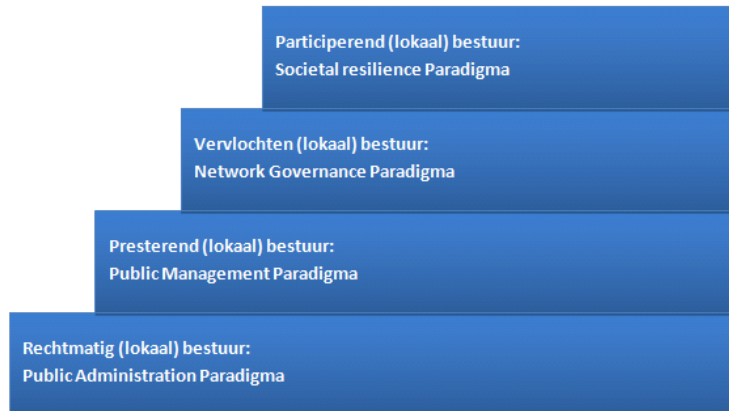 Participerend (lokaal) bestuur:
Societal resilience Paradigma
Vervlochten (lokaal) bestuur:
Network Governance Paradigma
Presterend (lokaal) bestuur:
Public Management Paradigma
Rechtmatig (lokaal) bestuur:
Public Administration Paradigma